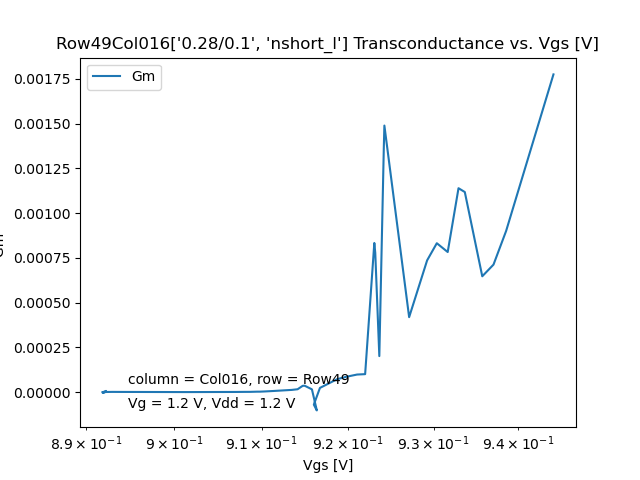 Row49Col016['0.28/0.1', 'nshort_l'] Transconductance vs. Vgs [V]
Gm
0.00175
0.00150
0.00125
0.00100
0.00075
0.00050
0.00025
0.00000
column = Col016, row = Row49
Vg = 1.2 V, Vdd = 1.2 V
8.9 × 10⁻¹ 9 × 10⁻¹ 9.1 × 10⁻¹ 9.2 × 10⁻¹ 9.3 × 10⁻¹ 9.4 × 10⁻¹
Vgs [V]